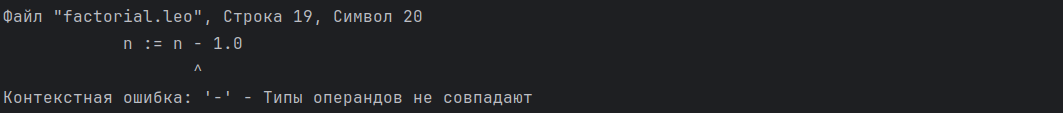 Файл "factorial.leo", Строка 19, Символ 20
n := n - 1.0
^
Контекстная ошибка: '-' - Типы операндов не совпадают